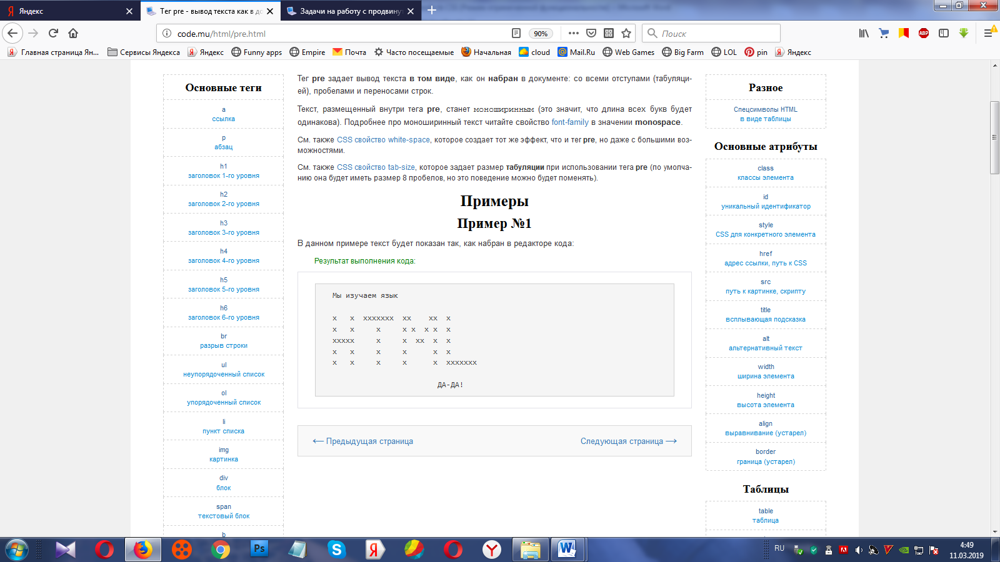 Яндекс
Тег pre - вывод текста как в до
Задачи на работу с продвинут
code.mu/html/pre.html
90%
Поиск
Главная страница Ян...
Сервисы Яндекса
Яндекс
Funny apps
Empire
Почта
Часто посещаемые
Начальная
cloud
Mail.Ru
Web Games
Big Farm
LOL
pin
Яндекс
Основные теги
a
ссылка
p
абзац
h1
заголовок 1-го уровня
h2
заголовок 2-го уровня
h3
заголовок 3-го уровня
h4
заголовок 4-го уровня
h5
заголовок 5-го уровня
h6
заголовок 6-го уровня
br
разрыв строки
ul
неупорядоченный список
ol
упорядоченный список
li
пункт списка
img
картинка
div
блок
span
текстовый блок
b
Тег pre задает вывод текста в том виде, как он набран в документе: со всеми отступами (табуляци-
ей), пробелами и переносами строк.
Текст, размещенный внутри тега pre, станет моноширинным (это значит, что длина всех букв будет
одинакова). Подробнее про моноширинный текст читайте свойство font-family в значении monospace.
См. также CSS свойство white-space, которое создает тот же эффект, что и тег pre, но даже с большими воз-
можностями.
См. также CSS свойство tab-size, которое задает размер табуляции при использовании тега pre (по умолча-
нию она будет иметь размер 8 пробелов, но это поведение можно будет поменять).
Примеры
Пример №1
В данном примере текст будет показан так, как набран в редакторе кода:
Результат выполнения кода:
Мы изучаем язык
x   x  xxxxxxx  xx    xx  x
x   x     x     x x  x x  x
xxxxx     x     x  xx  x  x
x   x     x     x      x  x
x   x     x     x      x  xxxxxxx
ДА-ДА!
⟵ Предыдущая страница
Следующая страница ⟶
Разное
Спецсимволы HTML
в виде таблицы
Основные атрибуты
class
классы элемента
id
уникальный идентификатор
style
CSS для конкретного элемента
href
адрес ссылки, путь к CSS
src
путь к картинке, скрипту
title
всплывающая подсказка
alt
альтернативный текст
width
ширина элемента
height
высота элемента
align
выравнивание (устарел)
border
граница (устарел)
Таблицы
table
таблица
RU
4:49
11.03.2019